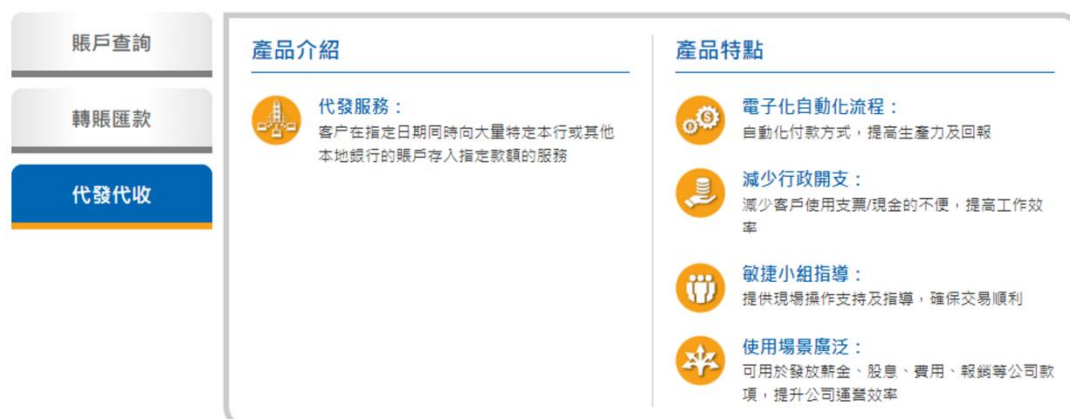 賬戶查詢
轉賬匯款
代發代收
產品介紹
代發服務：
客户在指定日期同時向大量特定本行或其他
本地銀行的賬戶存入指定款額的服務
產品特點
電子化自動化流程：
自動化付款方式，提高生產力及回報
減少行政開支：
減少客戶使用支票/現金的不便，提高工作效
率
敏捷小組指導：
提供現場操作支持及指導，確保交易順利
使用場景廣泛：
可用於發放薪金、股息、費用、報銷等公司款
項，提升公司運營效率